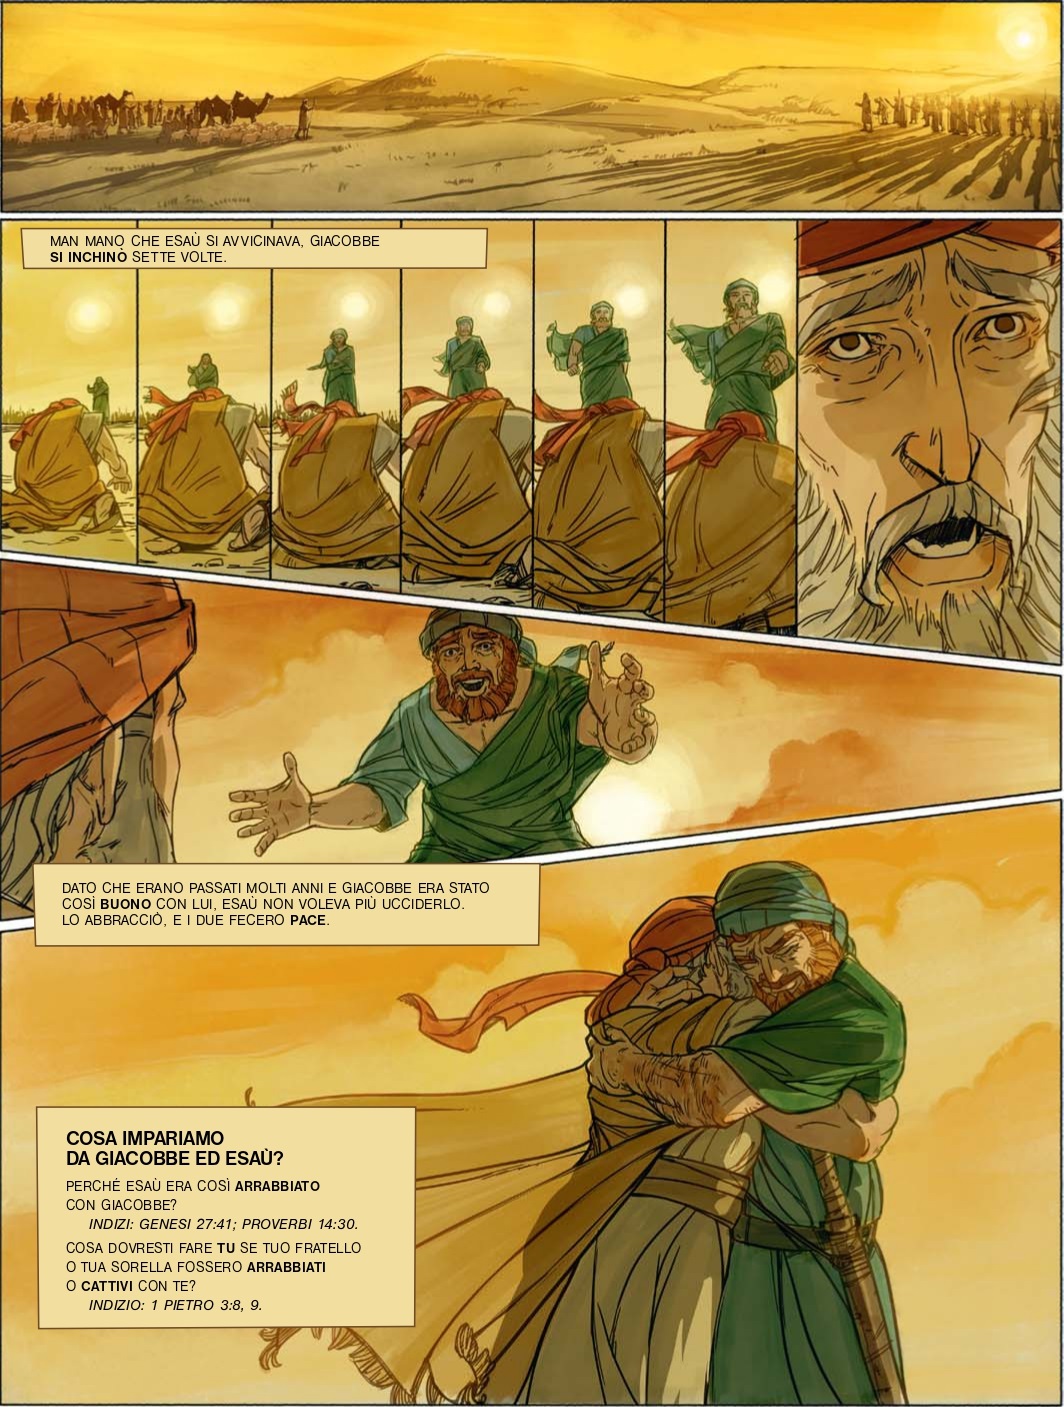 MAN MANO CHE ESAÙ SI AVVICINAVA, GIACOBBE
SI INCHINÒ SETTE VOLTE.
DATO CHE ERANO PASSATI MOLTI ANNI E GIACOBBE ERA STATO
COSÌ BUONO CON LUI, ESAÙ NON VOLEVA PIÙ UCCIDERLO.
LO ABBRACCIÒ, E I DUE FECERO PACE.
COSA IMPARIAMO
DA GIACOBBE ED ESAÙ?
PERCHÉ ESAÙ ERA COSÌ ARRABBIATO
CON GIACOBBE?
INDIZI: GENESI 27:41; PROVERBI 14:30.
COSA DOVRESTI FARE TU SE TUO FRATELLO
O TUA SORELLA FOSSERO ARRABBIATI
O CATTIVI CON TE?
INDIZIO: 1 PIETRO 3:8, 9.